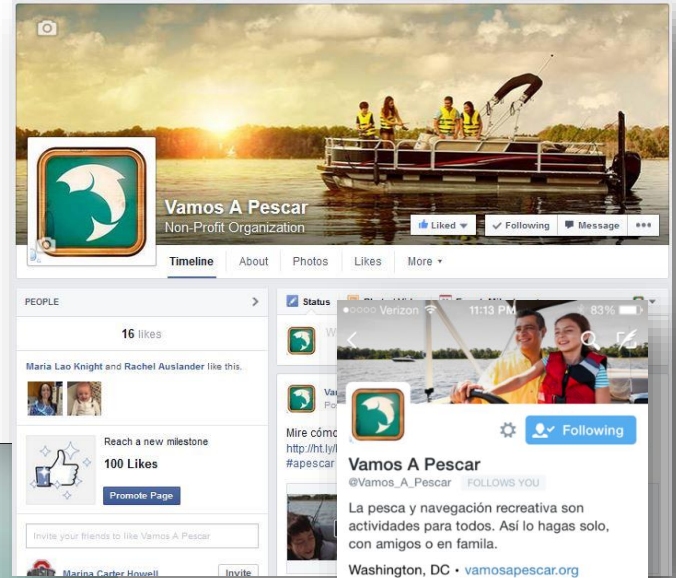 Vamos A Pescar
Non-Profit Organization
Liked
Following
Message
Timeline
About
Photos
Likes
More
PEOPLE
16 likes
Maria Lao Knight and Rachel Auslander like this.
Reach a new milestone
100 Likes
Promote Page
Invite your friends to like Vamos A Pescar
Marina Carter Howell
Invite
Status
Mire cómo
#apescar
Verizon
11:13 PM
83%
Following
Vamos A Pescar
@Vamos_A_Pescar FOLLOWS YOU
La pesca y navegación recreativa son
actividades para todos. Así lo hagas solo,
con amigos o en famila.
Washington, DC • vamosapescar.org